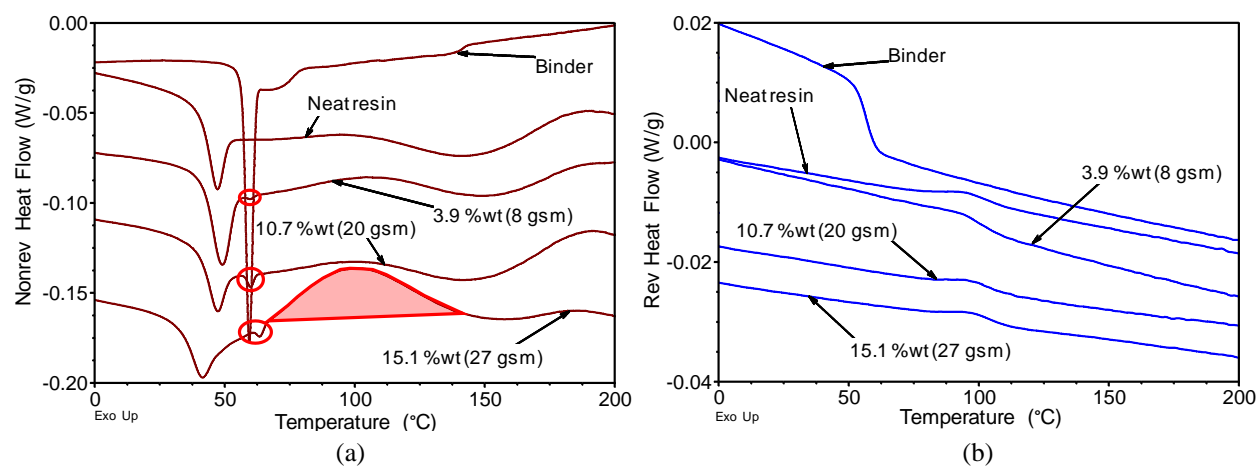 0.00
-0.05
-0.10
-0.15
-0.20
Nonrev Heat Flow (W/g)
Binder
Neat resin
3.9 %wt (8 gsm)
10.7 %wt (20 gsm)
15.1 %wt (27 gsm)
0
50
100
150
200
Exo Up
Temperature (°C)
(a)
0.02
0.00
-0.02
-0.04
Rev Heat Flow (W/g)
Binder
Neat resin
3.9 %wt (8 gsm)
10.7 %wt (20 gsm)
15.1 %wt (27 gsm)
0
50
100
150
200
Exo Up
Temperature (°C)
(b)